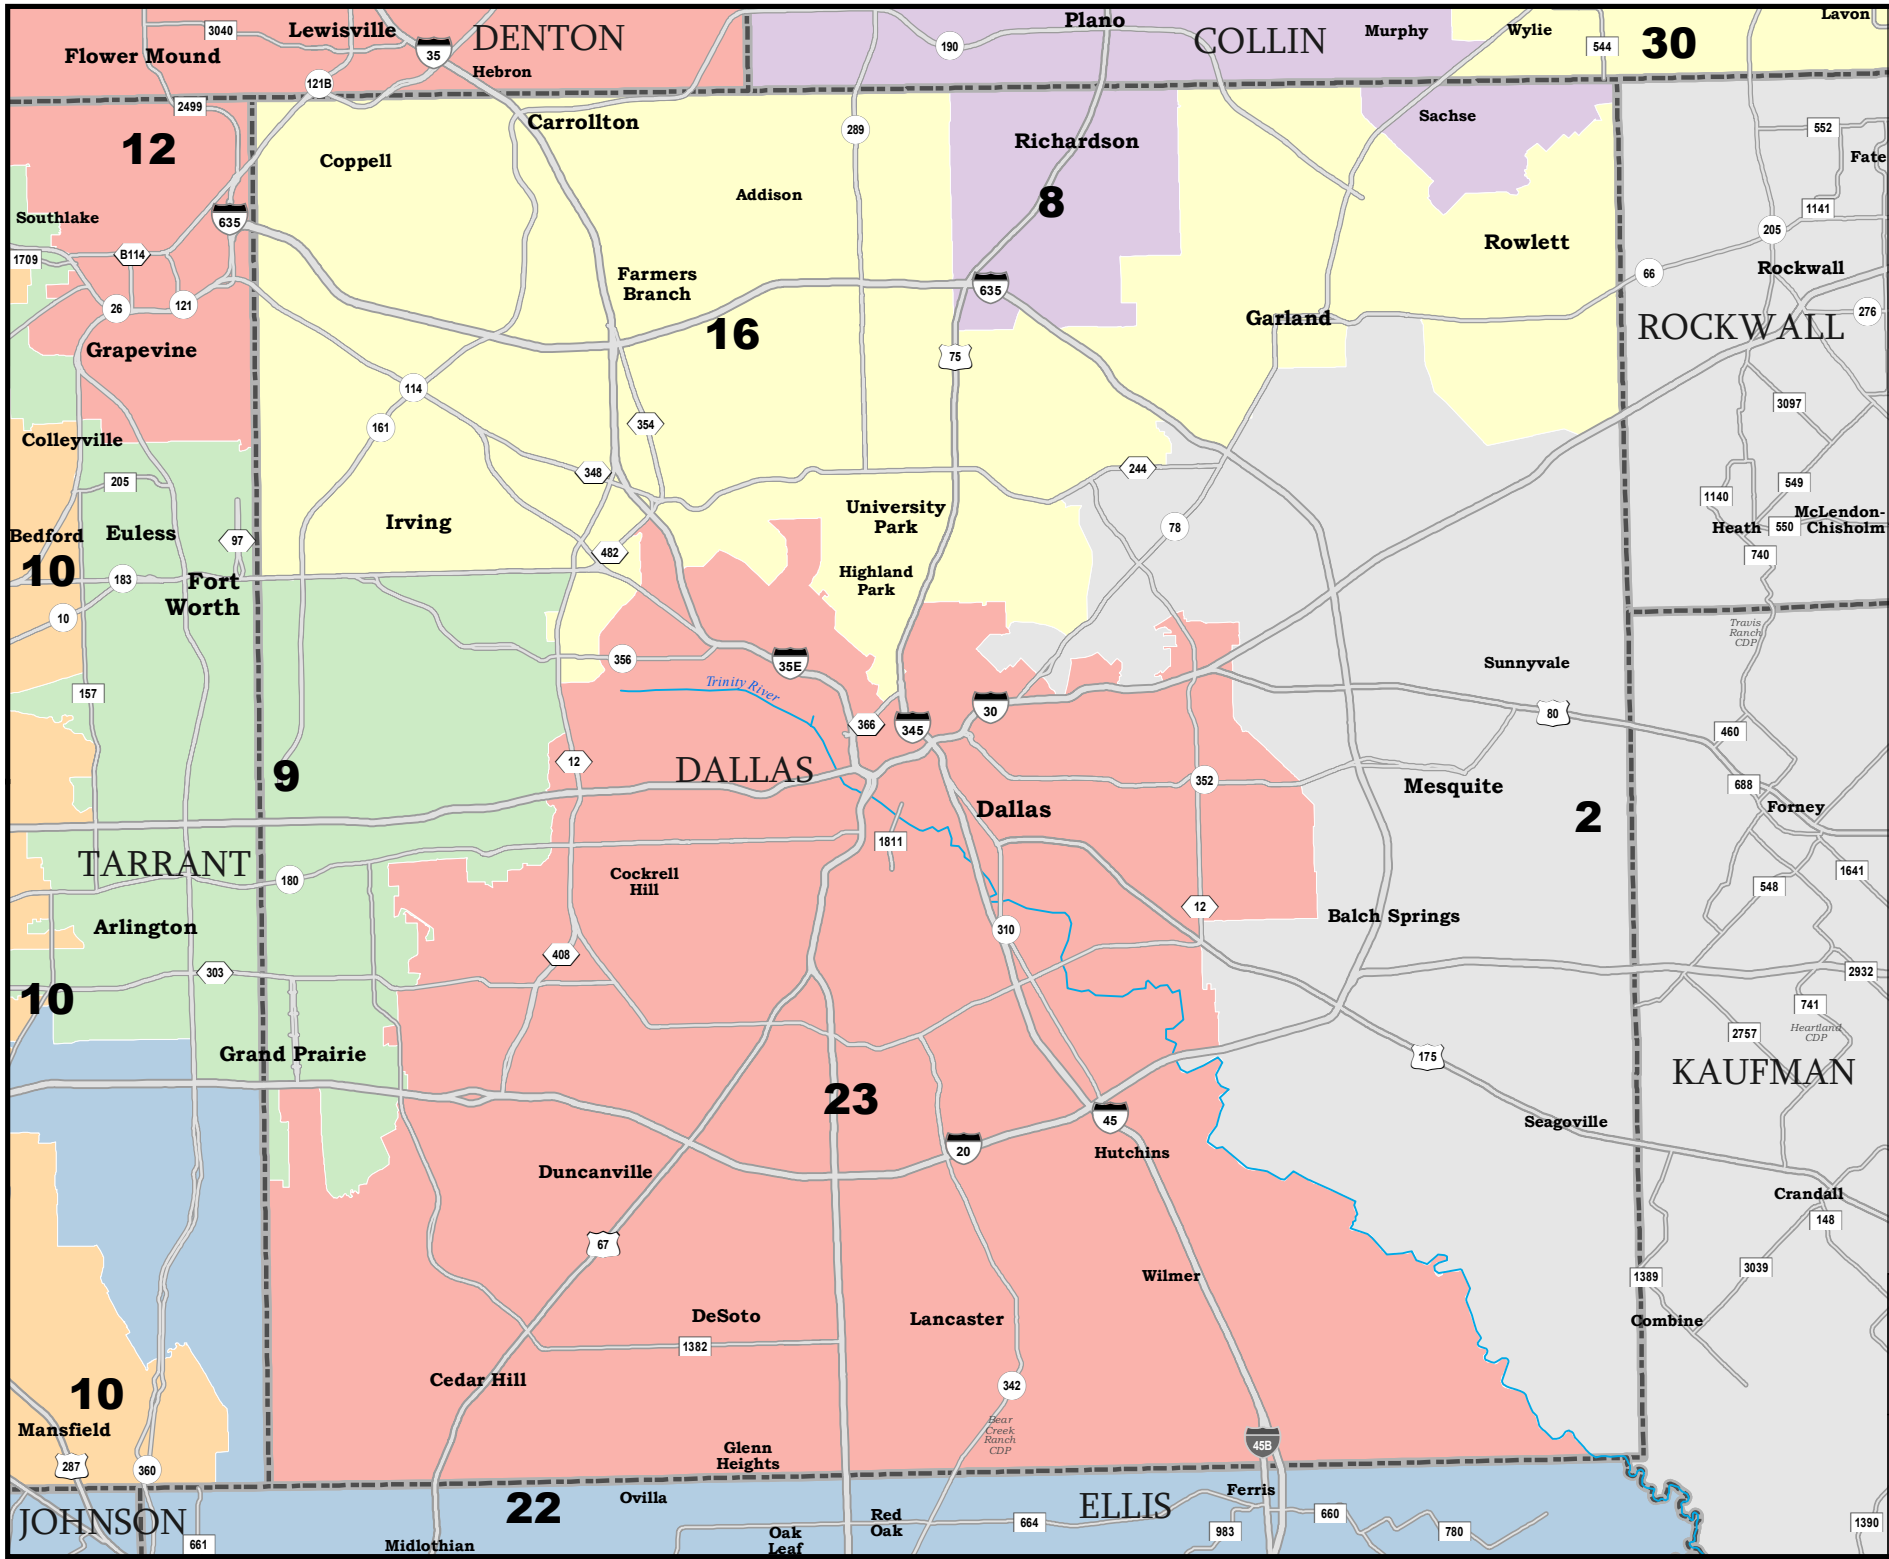 3040
Lewisville
DENTON
Plano
COLLIN
Murphy
Wylie
Lavon
Flower Mound
35
Hebron
190
544
30
121B
2499
12
Carrollton
289
Richardson
Sachse
552
Coppell
Fate
Addison
8
1141
Southlake
635
205
Rowlett
1709
B114
Farmers
Branch
66
Rockwall
26
121
635
276
Garland
ROCKWALL
16
Grapevine
75
114
3097
161
354
Colleyville
205
348
244
549
1140
University
Park
McLendon-
Chisholm
Irving
78
Heath
550
Bedford
Euless
97
482
740
10
183
Fort
Worth
Highland
Park
10
Travis
Ranch
CDP
356
35E
Sunnyvale
157
Trinity River
30
366
345
80
460
9
12
DALLAS
352
Mesquite
688
Dallas
2
Forney
1811
TARRANT
180
Cockrell
Hill
1641
548
Arlington
12
Balch Springs
310
408
303
2932
10
741
Heartland
CDP
2757
Grand Prairie
175
KAUFMAN
23
45
Seagoville
20
Hutchins
Duncanville
Crandall
148
67
Wilmer
3039
1389
DeSoto
Lancaster
Combine
1382
Cedar Hill
342
10
Mansfield
Bear
Creek
Ranch
CDP
45B
Glenn
Heights
287
360
22
Ovilla
Ferris
ELLIS
JOHNSON
Red
Oak
664
660
1390
983
780
Oak
Leaf
661
Midlothian